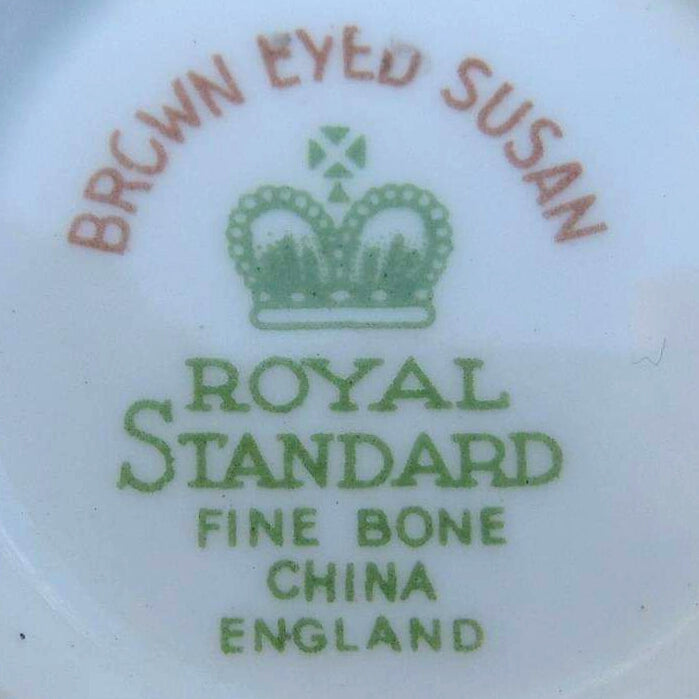 BROWN EYED SUSAN
ROYAL
STANDARD
FINE BONE
CHINA
ENGLAND